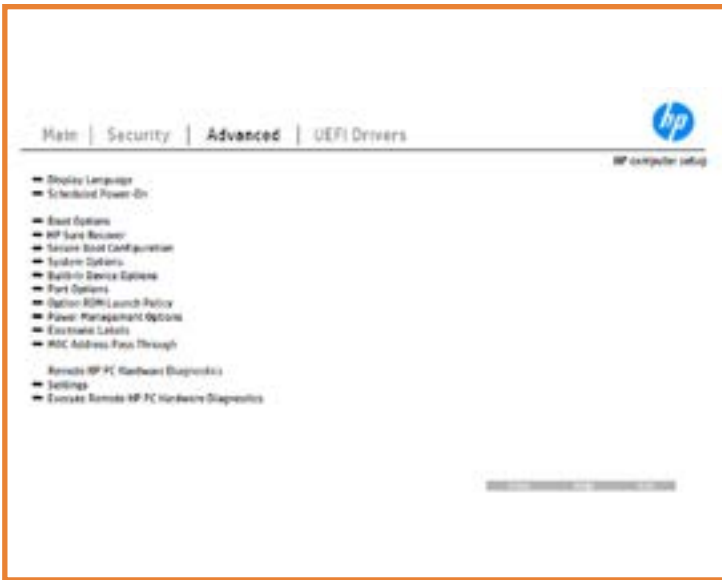 hp
Main | Security | Advanced | UEFI Drivers
HP computer setup
Display Language
Scheduled Power-On
Boot Options
HP Sure Recover
Secure Boot Configuration
System Options
Built-In Device Options
Port Options
Option ROM Launch Policy
Power Management Options
Electronic Labels
MAC Address Pass Through
Remote HP PC Hardware Diagnostics
Settings
Execute Remote HP PC Hardware Diagnostics